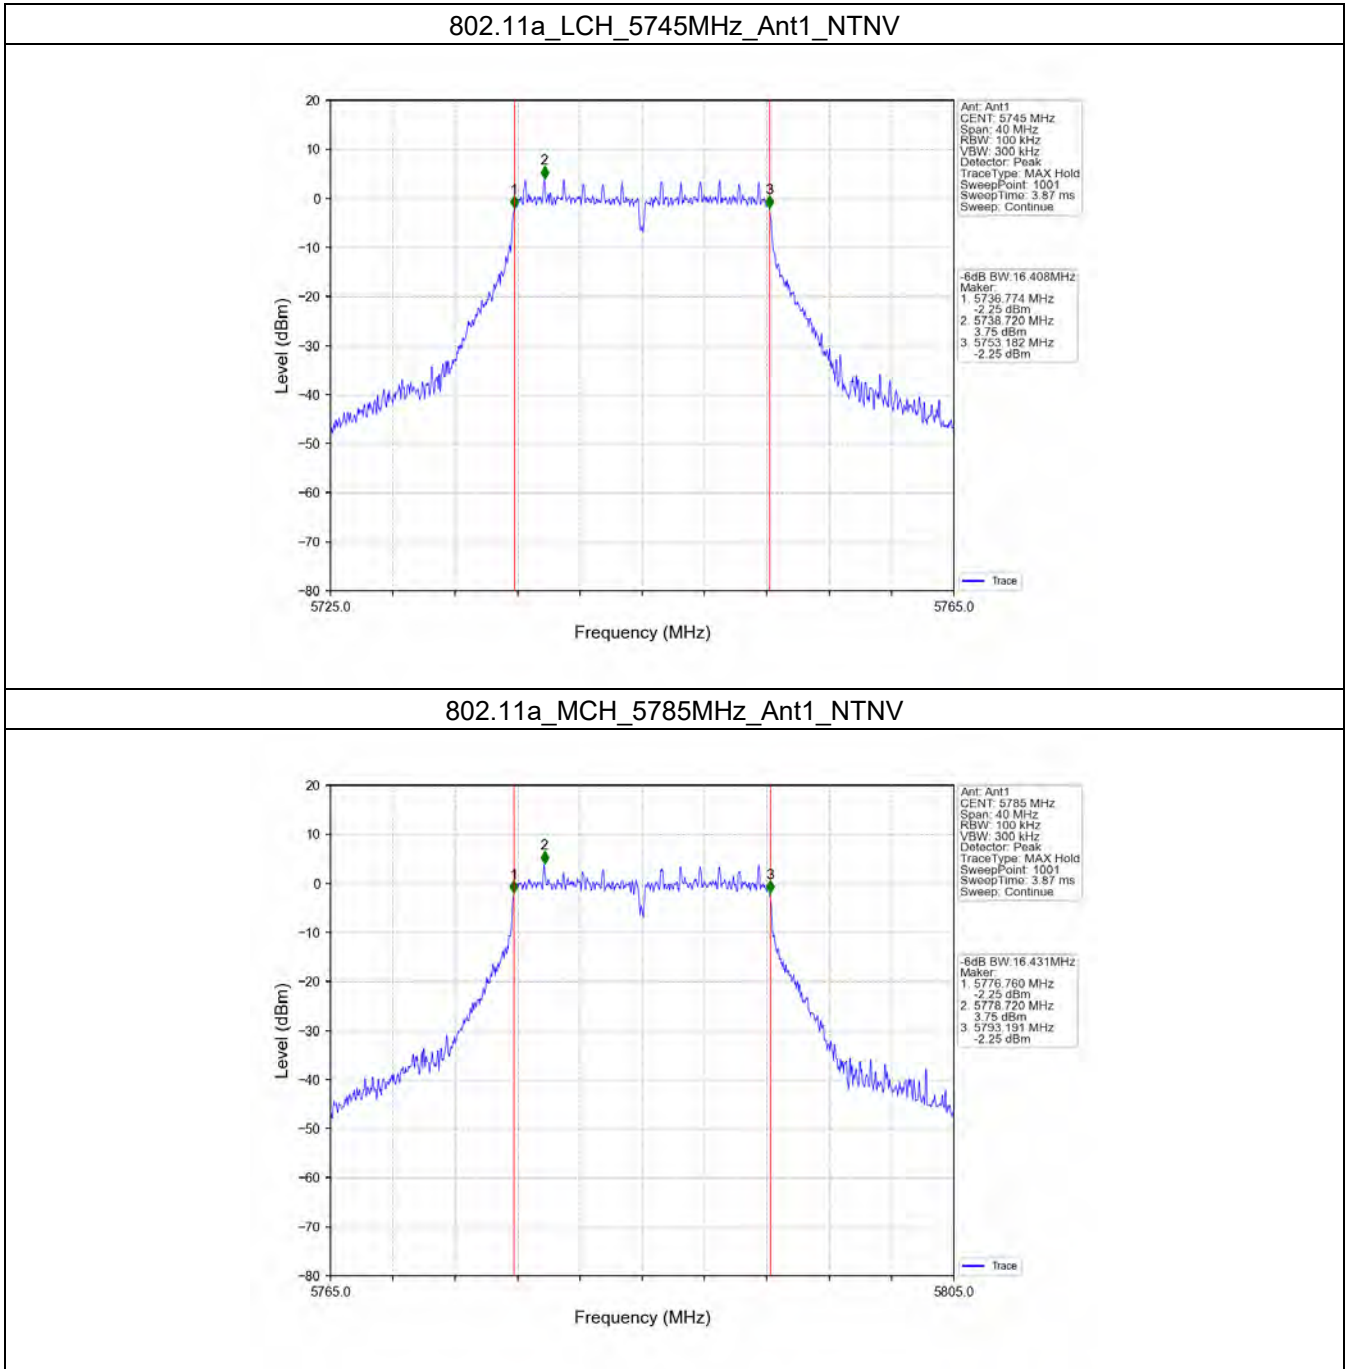 802.11a_LCH_5745MHz_Ant1_NTNV
20
10
0
−10
−20
−30
−40
−50
−60
−70
−80
Level (dBm)
1
2
3
5725.0
5765.0
Frequency (MHz)
Ant: Ant1
CENT: 5745 MHz
Span: 40 MHz
RBW: 100 kHz
VBW: 300 kHz
Detector: Peak
TraceType: MAX Hold
SweepPoint: 1001
SweepTime: 3.87 ms
Sweep: Continue
-6dB BW:16.408MHz
Maker:
1. 5736.774 MHz
-2.25 dBm
2. 5738.720 MHz
3.75 dBm
3. 5753.182 MHz
-2.25 dBm
Trace
802.11a_MCH_5785MHz_Ant1_NTNV
20
10
0
−10
−20
−30
−40
−50
−60
−70
−80
Level (dBm)
1
2
3
5765.0
5805.0
Frequency (MHz)
Ant: Ant1
CENT: 5785 MHz
Span: 40 MHz
RBW: 100 kHz
VBW: 300 kHz
Detector: Peak
TraceType: MAX Hold
SweepPoint: 1001
SweepTime: 3.87 ms
Sweep: Continue
-6dB BW:16.431MHz
Maker:
1. 5776.760 MHz
-2.25 dBm
2. 5778.720 MHz
3.75 dBm
3. 5793.191 MHz
-2.25 dBm
Trace